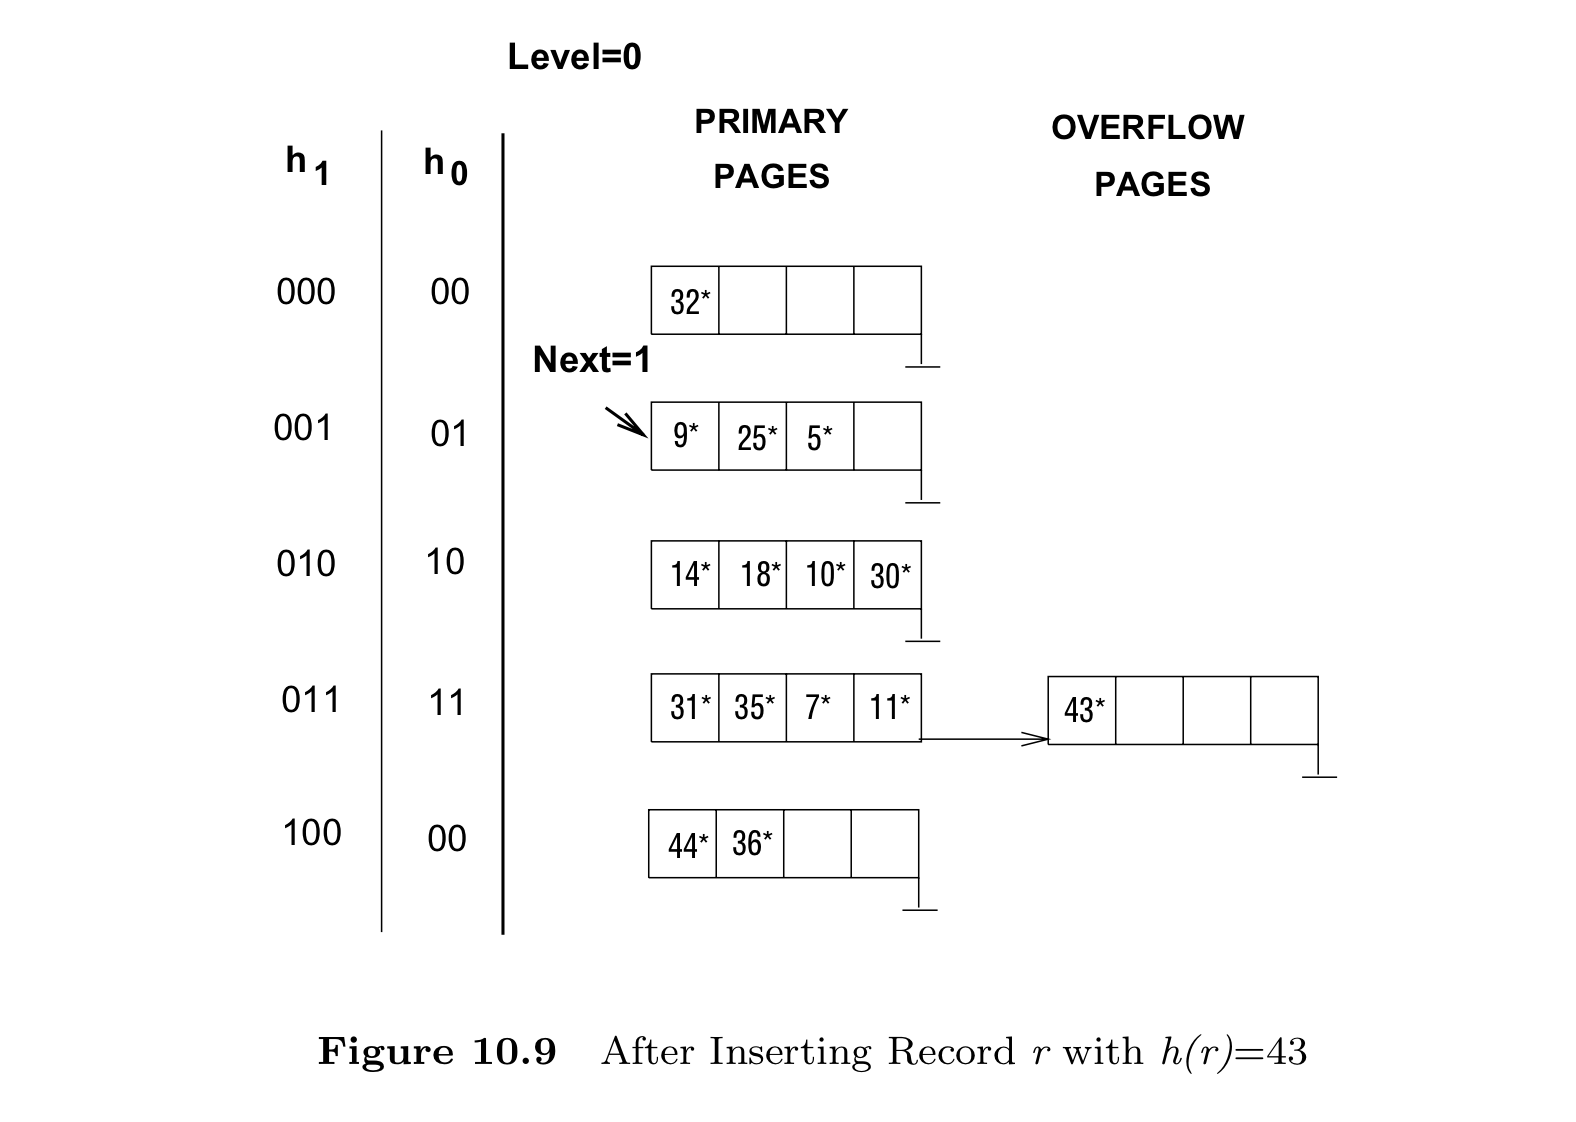 Level=0
PRIMARY PAGES
OVERFLOW PAGES
h1 h0
000 00 32*
Next=1
001 01 9* 25* 5*
010 10 14* 18* 10* 30*
011 11 31* 35* 7* 11* 43*
100 00 44* 36*
Figure 10.9 After Inserting Record r with h(r)=43